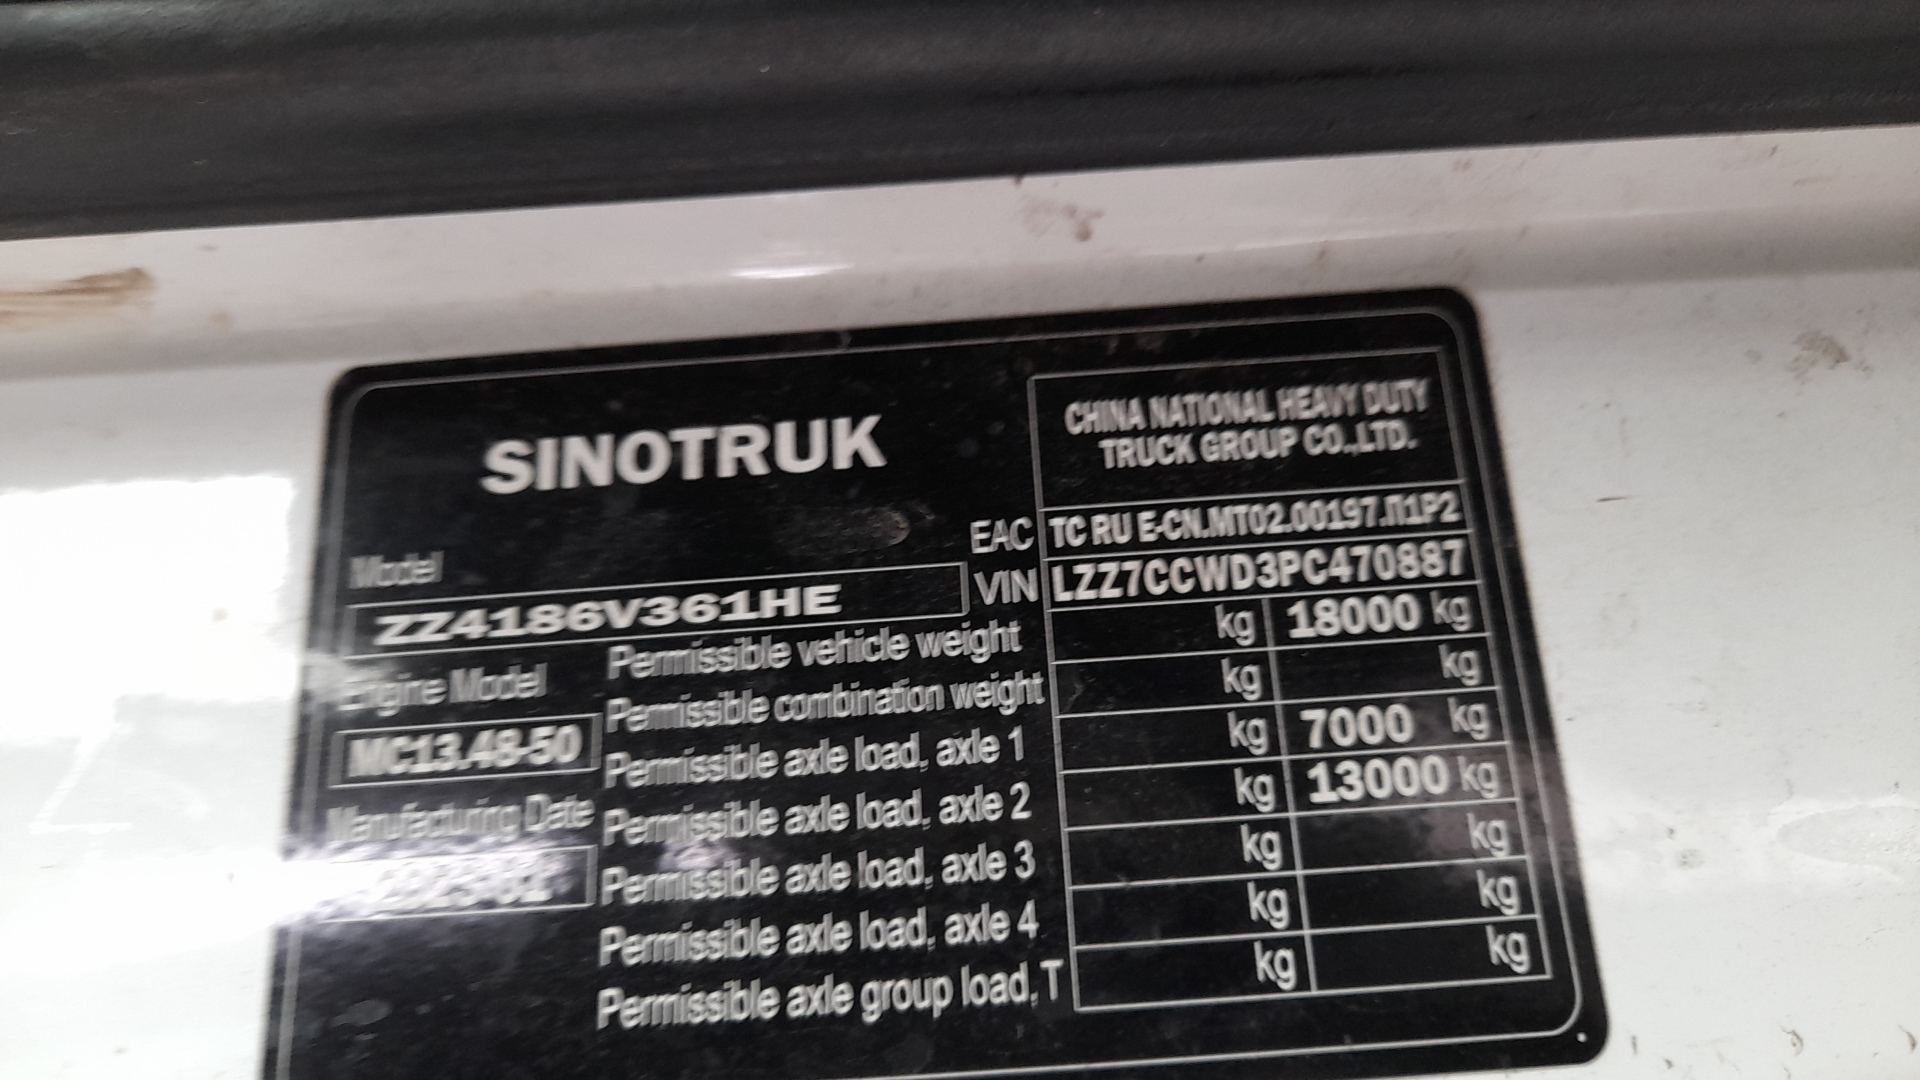 SINOTRUK
CHINA NATIONAL HEAVY DUTY
TRUCK GROUP CO.,LTD.
EAC TC RU E-CN.MT02.00197.П1Р2
VIN LZZ7CCWD3PC470887
Model
ZZ4186V361HE
Engine Model
MC13.48-50
Manufacturing Date
Permissible vehicle weight kg 18000 kg
Permissible combination weight kg kg
Permissible axle load, axle 1 kg 7000 kg
Permissible axle load, axle 2 kg 13000 kg
Permissible axle load, axle 3 kg kg
Permissible axle load, axle 4 kg kg
Permissible axle group load, T kg kg